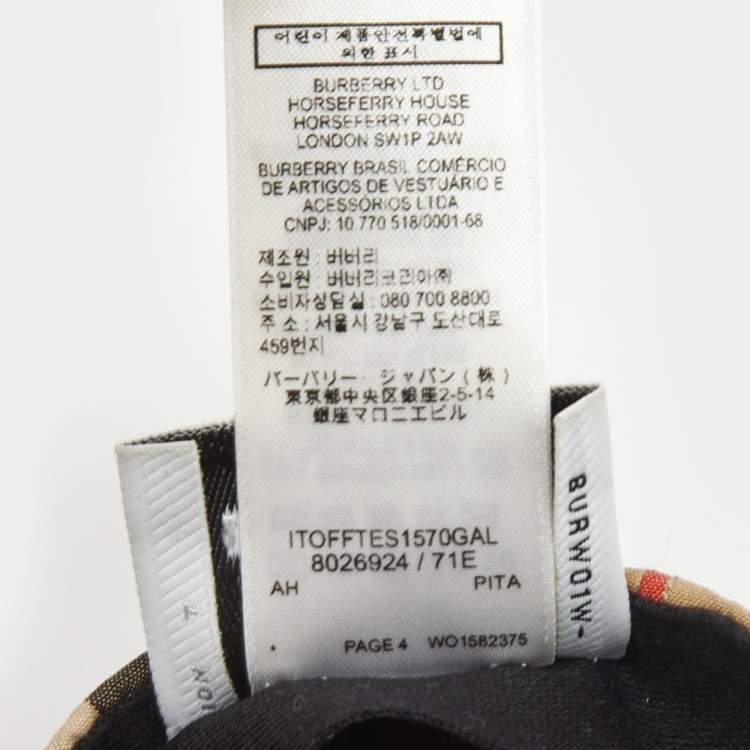 어린이 제품안전특별법에
의한 표시
BURBERRY LTD
HORSEFERRY HOUSE
HORSEFERRY ROAD
LONDON SW1P 2AW
BURBERRY BRASIL COMÉRCIO
DE ARTIGOS DE VESTUÁRIO E
ACESSÓRIOS LTDA
CNPJ: 10.770.518/0001-68
제조원 : 버버리
수입원 : 버버리코리아㈜
소비자상담실 : 080 700 8800
주 소 : 서울시 강남구 도산대로
459번지
バーバリー・ジャパン(株)
東京都中央区銀座2-5-14
銀座マロニエビル
ITOFFTES1570GAL
8026924 / 71E
AH PITA
PAGE 4 WO1582375
BURW01W-